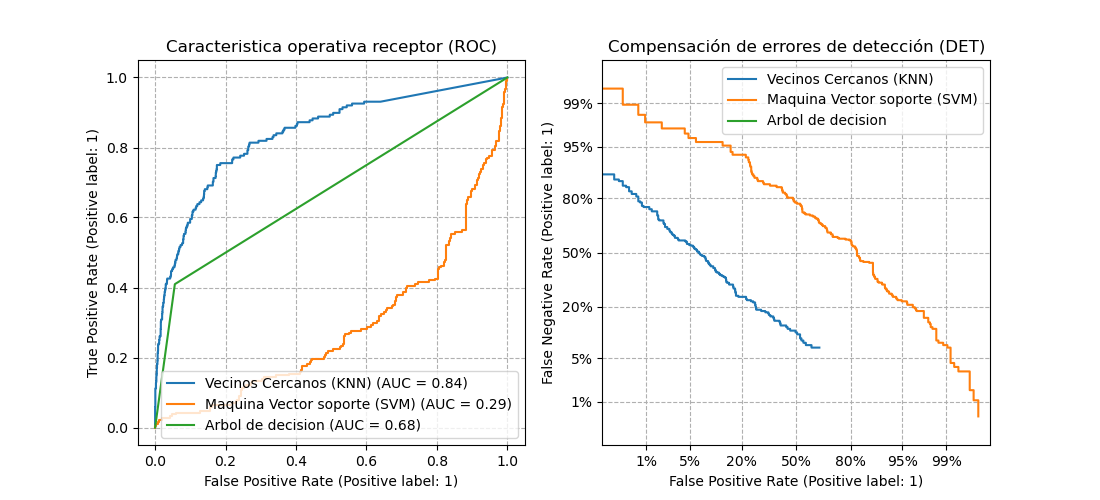 Caracteristica operativa receptor (ROC)
1.0
0.8
0.6
0.4
0.2
0.0
True Positive Rate (Positive label: 1)
Vecinos Cercanos (KNN) (AUC = 0.84)
Maquina Vector soporte (SVM) (AUC = 0.29)
Arbol de decision (AUC = 0.68)
0.0 0.2 0.4 0.6 0.8 1.0
False Positive Rate (Positive label: 1)
Compensación de errores de detección (DET)
Vecinos Cercanos (KNN)
Maquina Vector soporte (SVM)
Arbol de decision
99%
95%
80%
50%
20%
5%
1%
False Negative Rate (Positive label: 1)
1% 5% 20% 50% 80% 95% 99%
False Positive Rate (Positive label: 1)